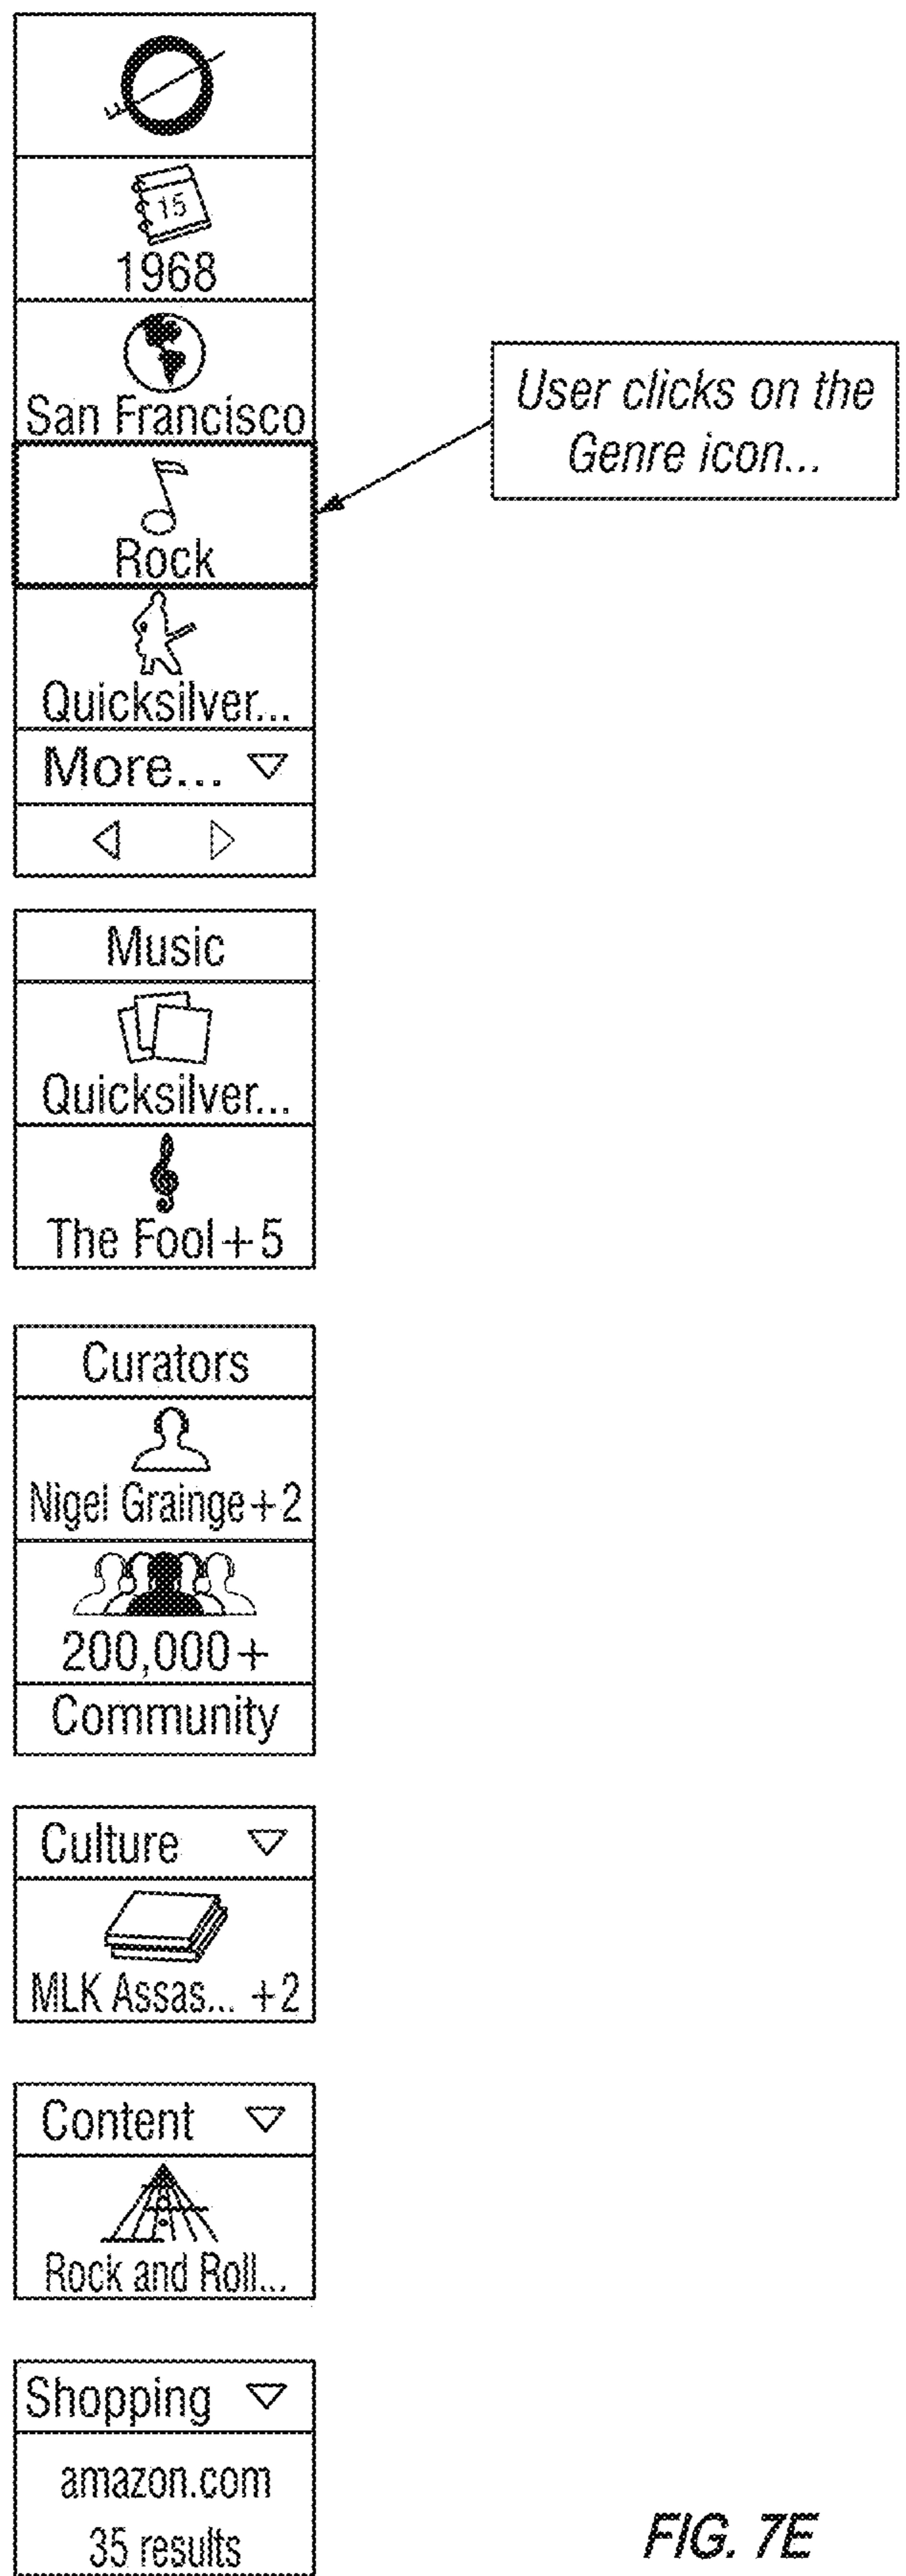 15
1968
San Francisco
User clicks on the
Genre icon...
Rock
Quicksilver...
More...
Music
Quicksilver...
The Fool+5
Curators
Nigel Grainge+2
200,000+
Community
Culture
MLK Assas... +2
Content
Rock and Roll...
Shopping
amazon.com
35 results
FIG. 7E